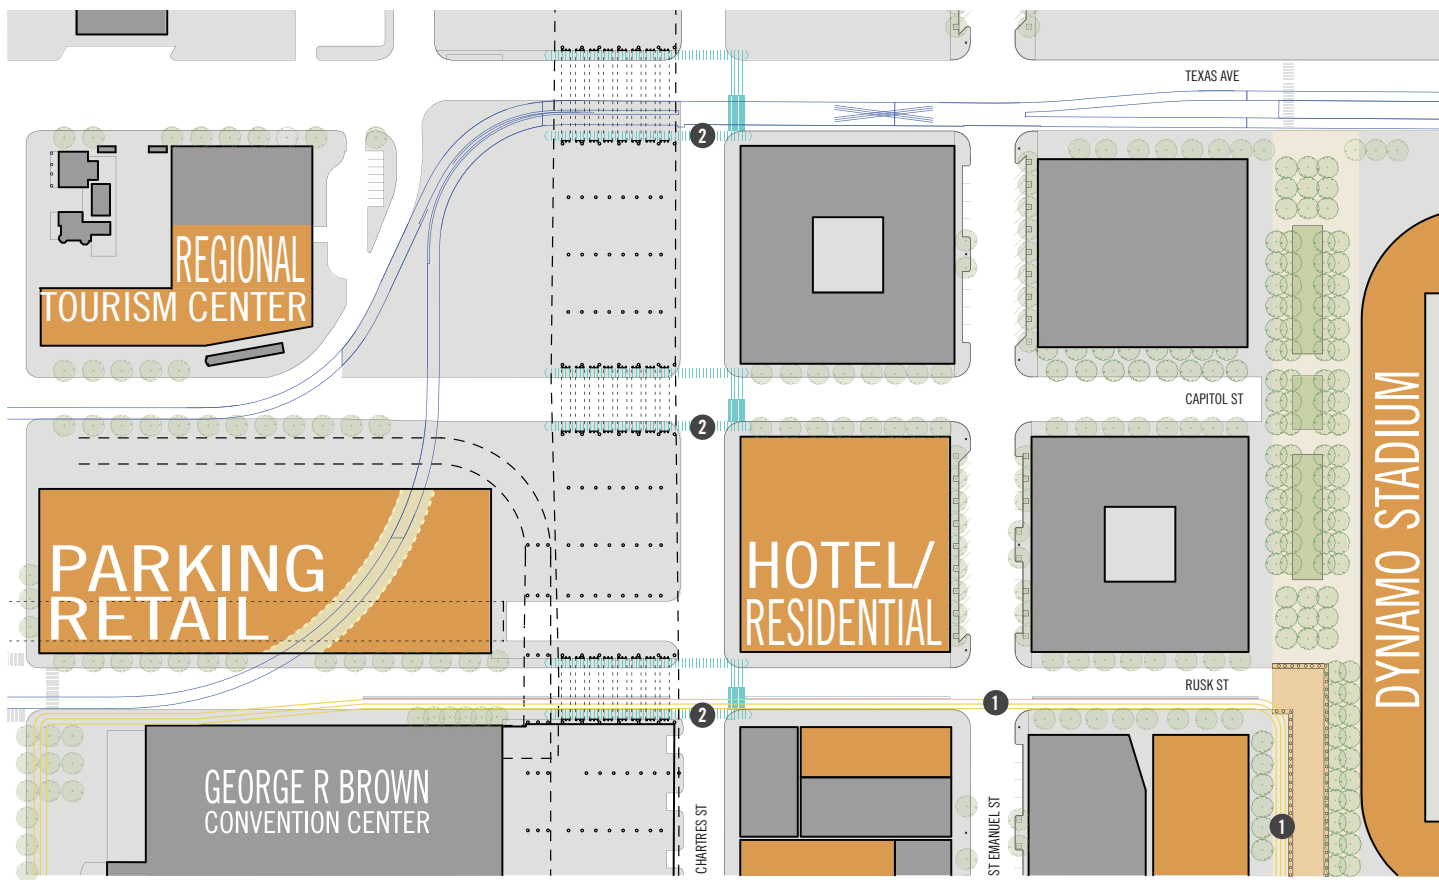 TEXAS AVE
2
REGIONAL
TOURISM CENTER
CAPITOL ST
2
DYNAMO STADIUM
PARKING
RETAIL
HOTEL/
RESIDENTIAL
RUSK ST
1
2
GEORGE R BROWN
CONVENTION CENTER
CHARTRES ST
ST EMANUEL ST
1